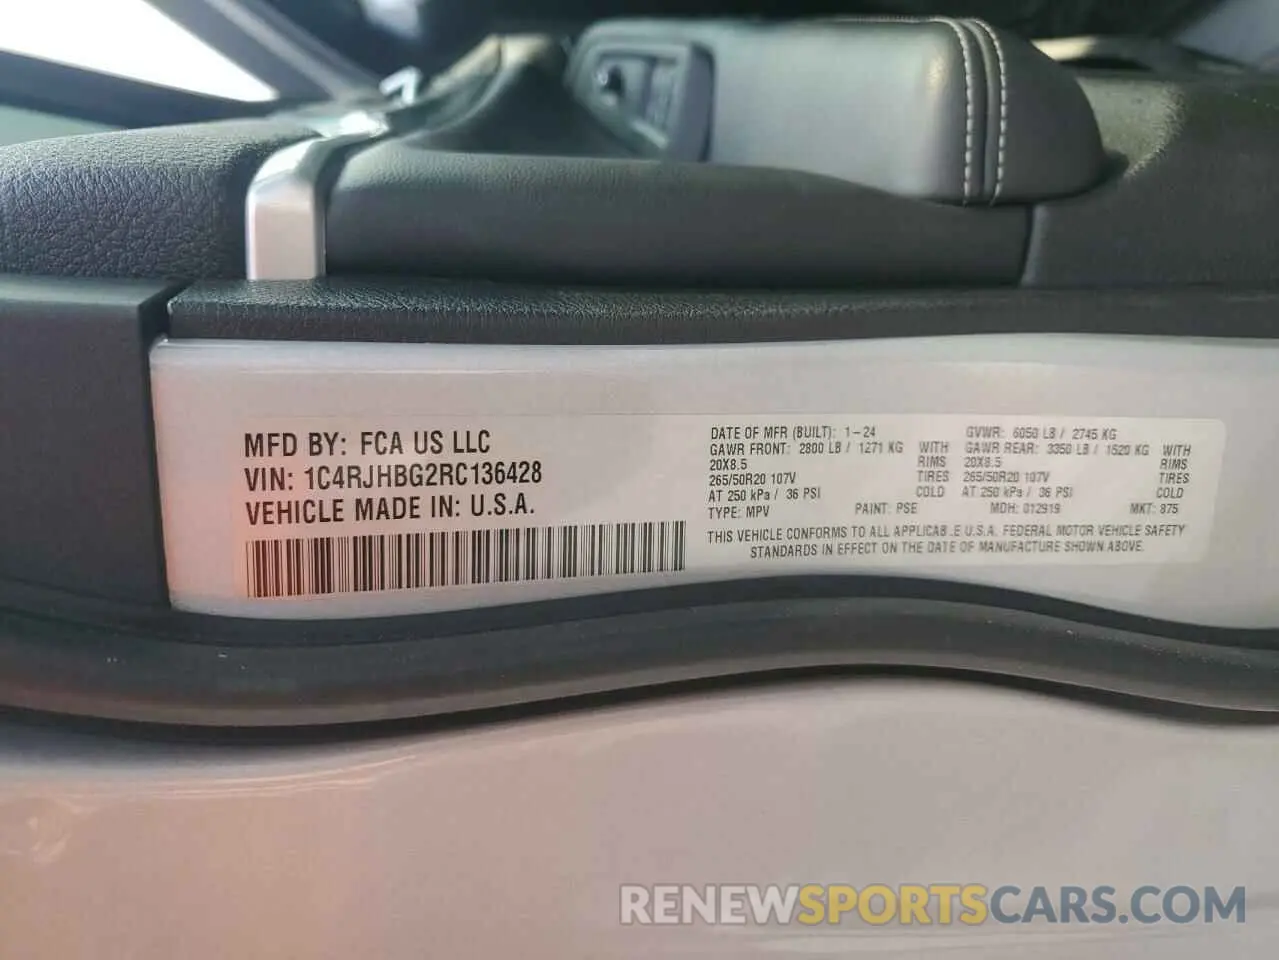 MFD BY: FCA US LLC
VIN: 1C4RJHBG2RC136428
VEHICLE MADE IN: U.S.A.
DATE OF MFR (BUILT): 1-24 GVWR: 6050 LB / 2745 KG
GAWR FRONT: 2800 LB / 1271 KG WITH GAWR REAR: 3350 LB / 1520 KG WITH
20X8.5 RIMS 20X8.5 RIMS
265/50R20 107V TIRES 265/50R20 107V TIRES
AT 250 kPa / 36 PSI COLD AT 250 kPa / 36 PSI COLD
TYPE: MPV PAINT: PSE MDH: 012919 MKT: 875
THIS VEHICLE CONFORMS TO ALL APPLICAB.E U.S.A. FEDERAL MOTOR VEHICLE SAFETY
STANDARDS IN EFFECT ON THE DATE OF MANUFACTURE SHOWN ABOVE.
RENEWSPORTSCARS.COM